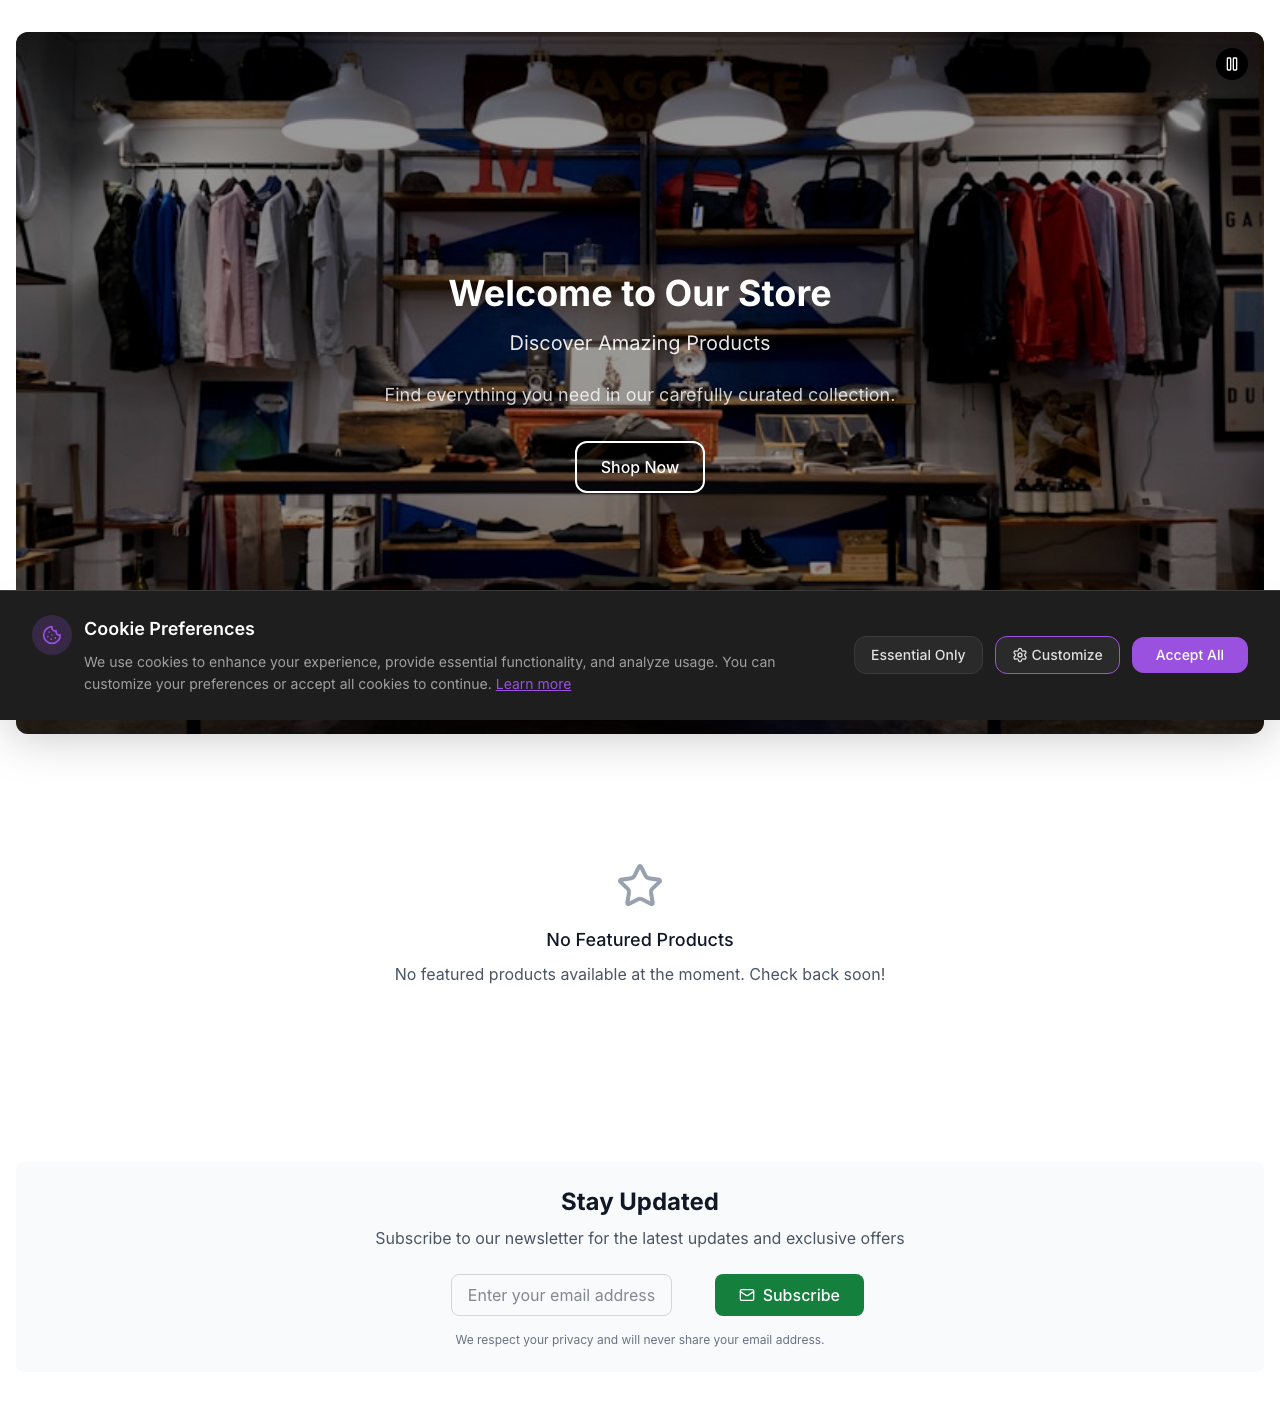 M
Welcome to Our Store
Discover Amazing Products
Find everything you need in our carefully curated collection.
Shop Now
Cookie Preferences
We use cookies to enhance your experience, provide essential functionality, and analyze usage. You can
customize your preferences or accept all cookies to continue. Learn more
Essential Only
Customize
Accept All
No Featured Products
No featured products available at the moment. Check back soon!
Stay Updated
Subscribe to our newsletter for the latest updates and exclusive offers
Enter your email address
Subscribe
We respect your privacy and will never share your email address.